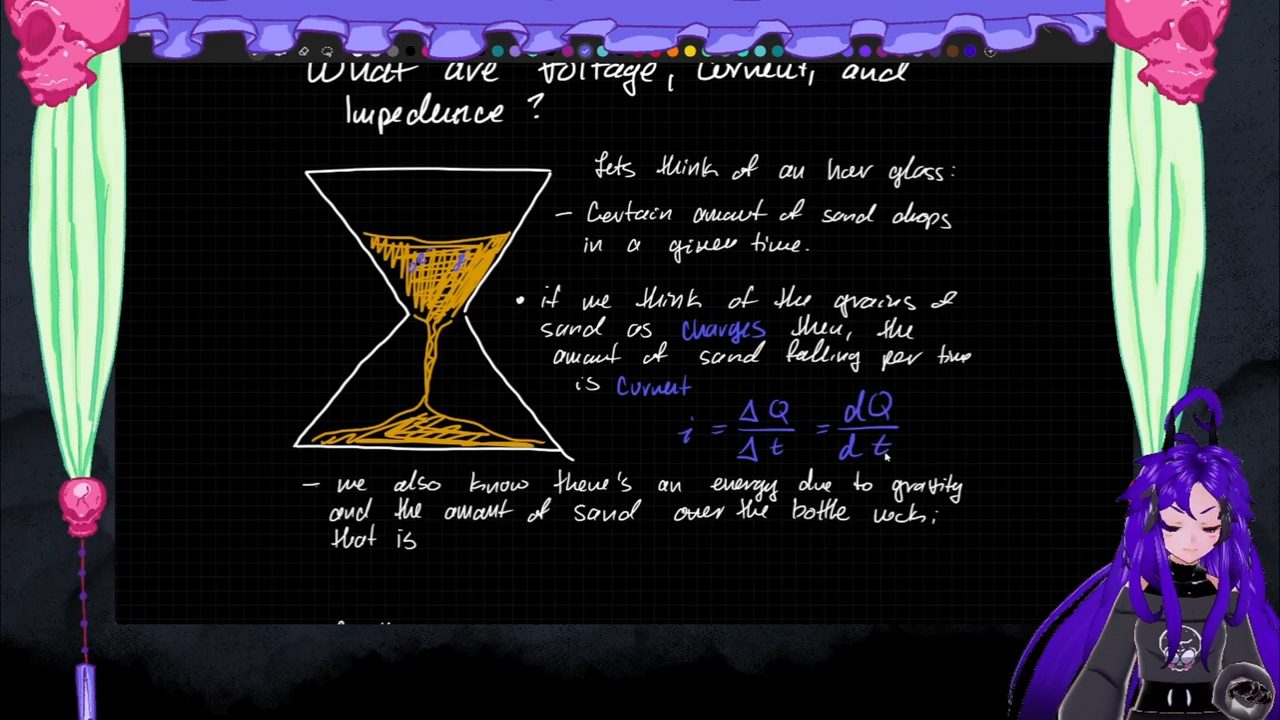 What are Voltage, Current, and
Impedence ?
Lets think of an hour glass:
- Certain amount of sand drops
in a given time.
• if we think of the grains of
sand as charges then, the
amount of sand falling per time
is Current
i = ΔQ/Δt = dQ/dt
- we also know there's an energy due to gravity
and the amount of sand over the bottle neck;
that is